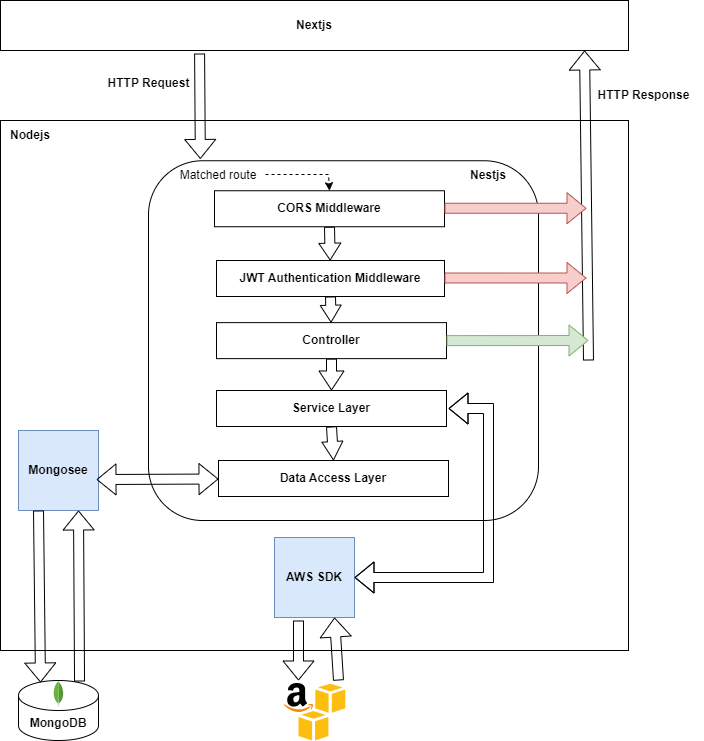 Nextjs
HTTP Request
HTTP Response
Nodejs
Matched route
Nestjs
CORS Middleware
JWT Authentication Middleware
Controller
Service Layer
Mongosee
Data Access Layer
AWS SDK
a
MongoDB